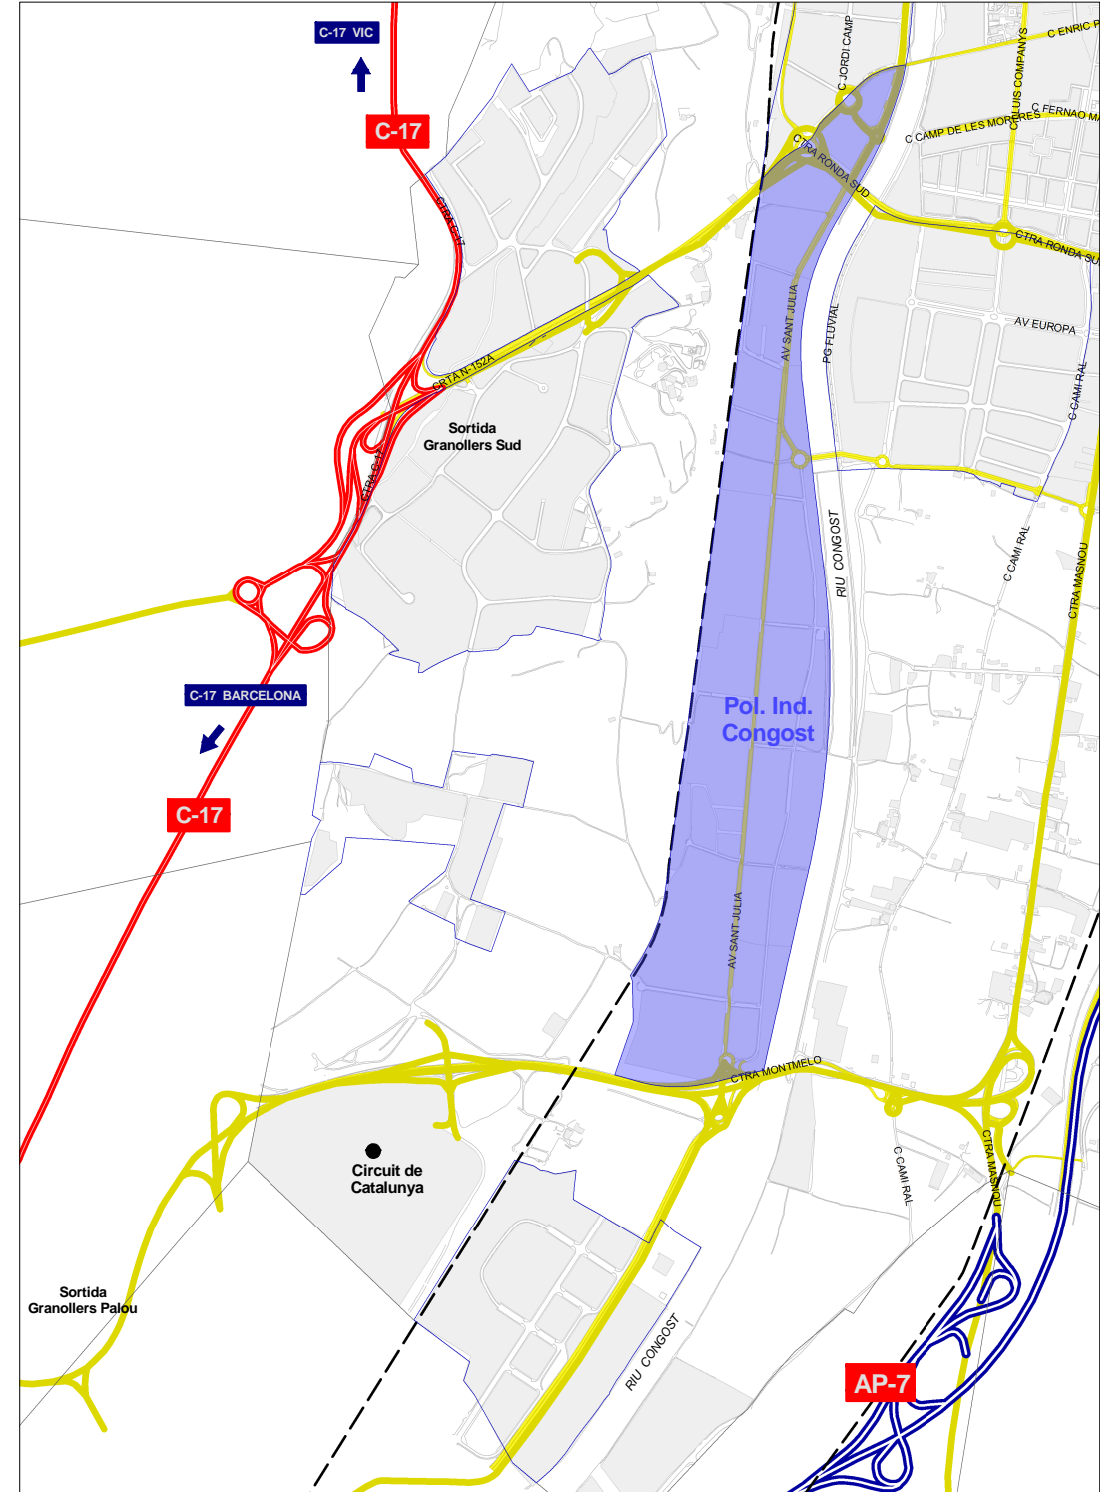 C-17 VIC
C-17
CTRA C-17
C JORDI CAMP
C ENRIC P
C LLUIS COMPANYS
C FERNAO MA
C CAMP DE LES MORERES
CTRA RONDA SUD
CTRA RONDA SU
AV EUROPA
AV SANT JULIA
PG FLUVIAL
C CAMI RAL
CRTA N-152A
Sortida
Granollers Sud
CTRA C-17
RIU CONGOST
C CAMI RAL
CTRA MASNOU
C-17 BARCELONA
Pol. Ind.
Congost
C-17
AV SANT JULIA
CTRA MONTMELO
Circuit de
Catalunya
C CAMI RAL
CTRA MASNOU
Sortida
Granollers Palou
RIU CONGOST
AP-7